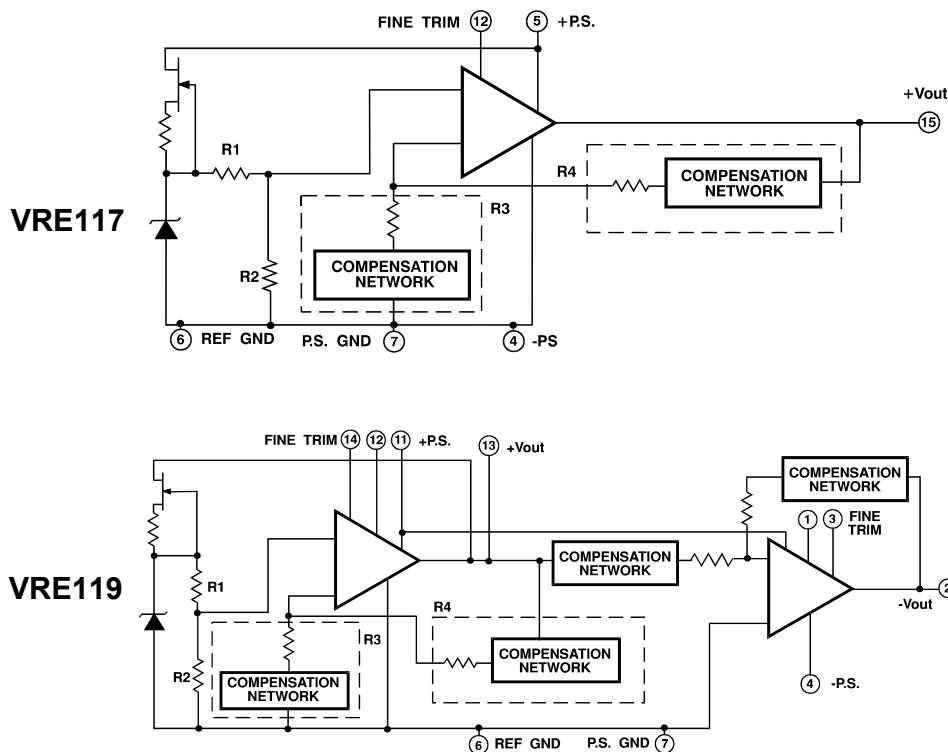 FINE TRIM 12 5 +P.S.
+Vout
15
R1
R4
COMPENSATION
NETWORK
VRE117
R3
R2
COMPENSATION
NETWORK
6 REF GND P.S. GND 7 4 -PS
FINE TRIM 14 12 11 +P.S. 13 +Vout
COMPENSATION
NETWORK
1 3 FINE
TRIM
VRE119
R1
COMPENSATION
NETWORK
2
-Vout
R4
R3
COMPENSATION
NETWORK
R2
COMPENSATION
NETWORK
4 -P.S.
6 REF GND P.S. GND 7